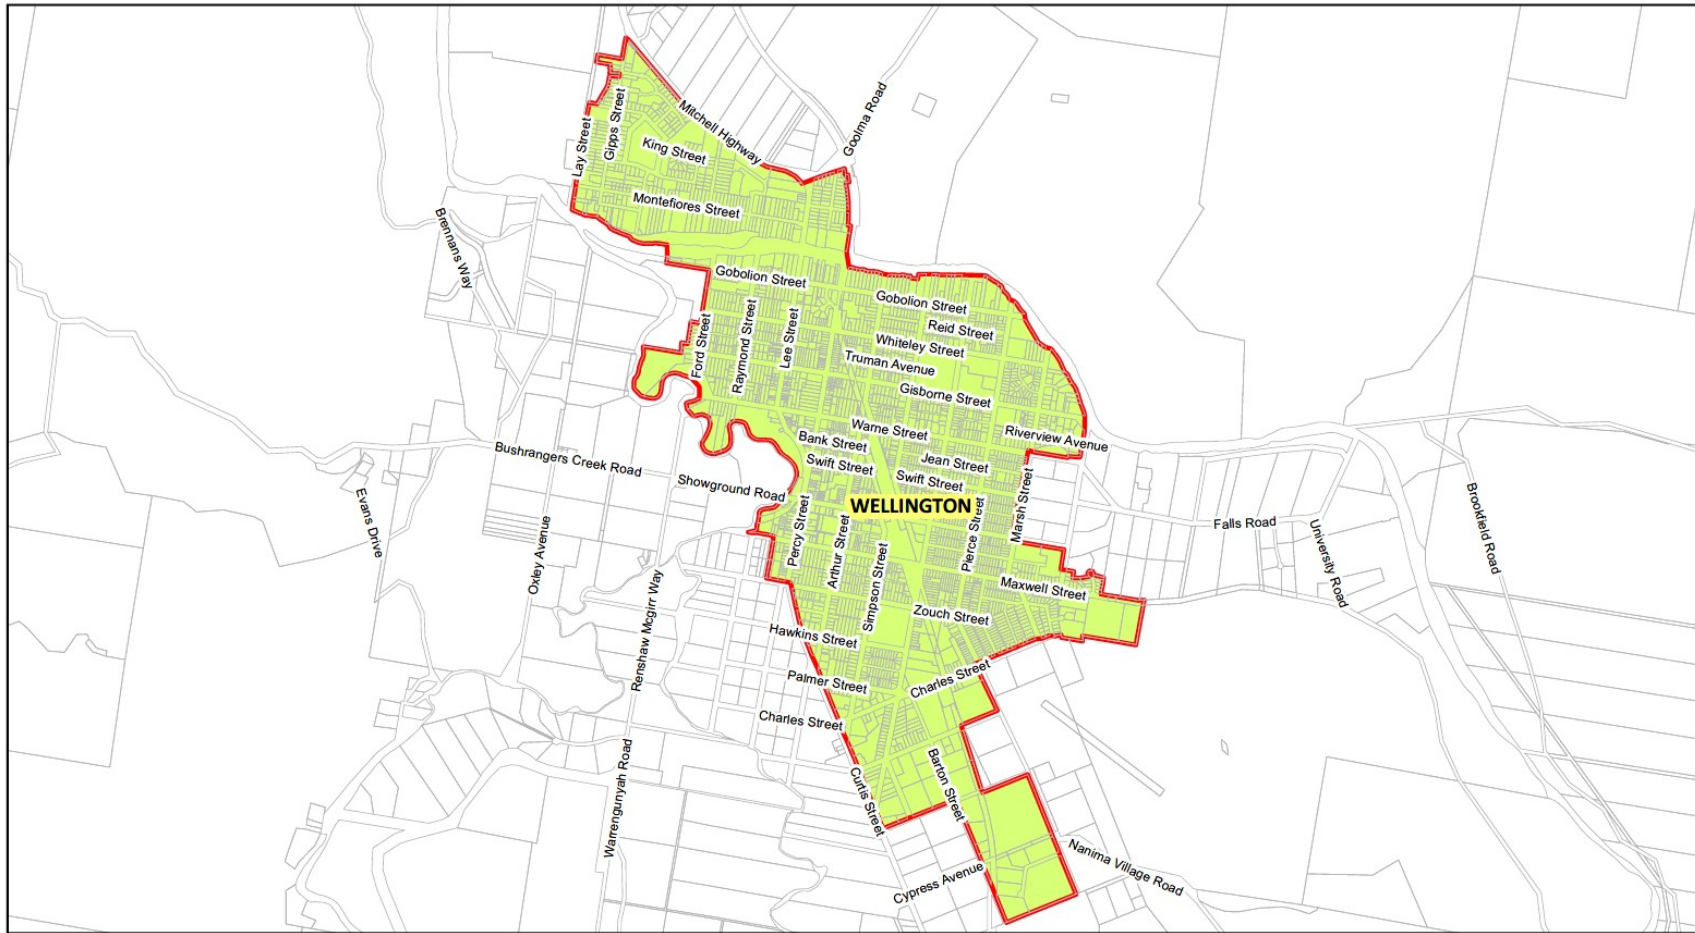 Goolma Road
Mitchell Highway
Gipps Street
Lay Street
King Street
Montefiores Street
Brennans Way
Gobolion Street
Gobolion Street
Reid Street
Whiteley Street
Truman Avenue
Ford Street
Raymond Street
Lee Street
Gisborne Street
Warne Street
Riverview Avenue
Bank Street
Jean Street
Swift Street
Swift Street
Bushrangers Creek Road
Showground Road
WELLINGTON
Marsh Street
Evans Drive
Oxley Avenue
Percy Street
Arthur Street
Simpson Street
Pierce Street
Falls Road
University Road
Brookfield Road
Maxwell Street
Zouch Street
Renshaw Mcgirr Way
Hawkins Street
Palmer Street
Charles Street
Charles Street
Warrengunyah Road
Curtis Street
Barton Street
Cypress Avenue
Nanima Village Road